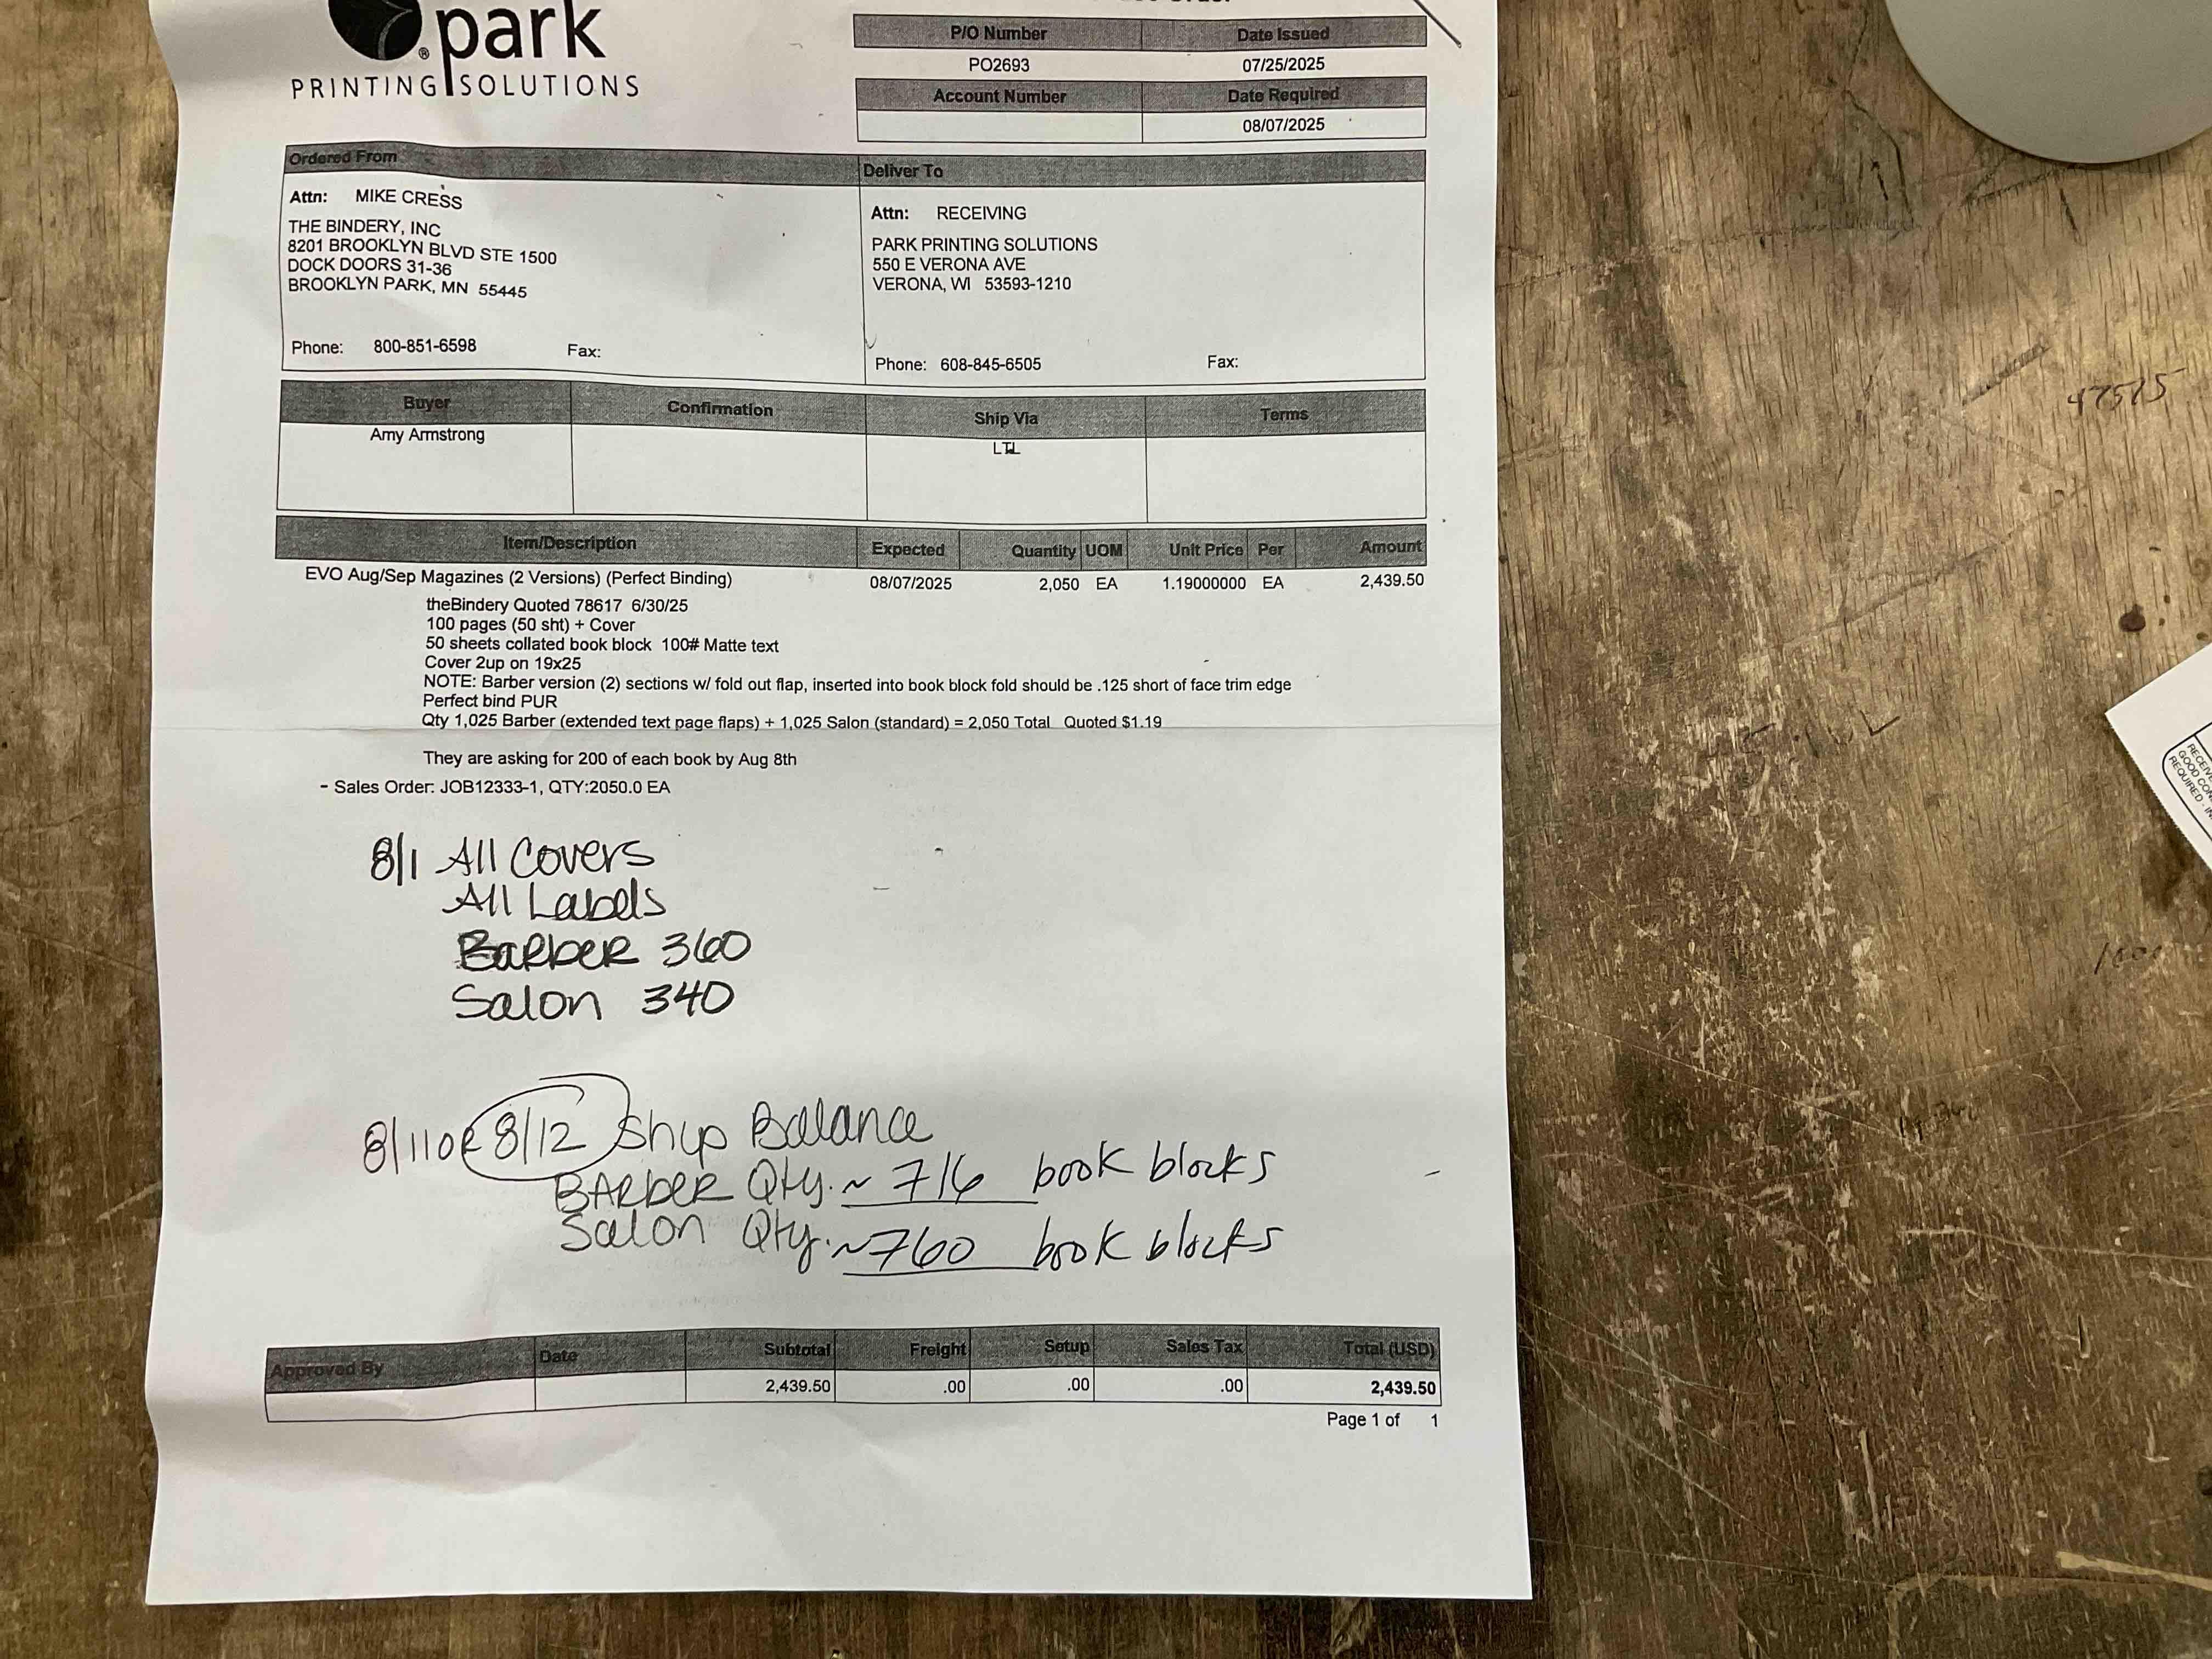 park
PRINTING SOLUTIONS
P/O Number Date Issued
PO2693 07/25/2025
Account Number Date Required
08/07/2025
Ordered From
Attn: MIKE CRESS
THE BINDERY, INC
8201 BROOKLYN BLVD STE 1500
DOCK DOORS 31-36
BROOKLYN PARK, MN 55445
Phone: 800-851-6598 Fax:
Deliver To
Attn: RECEIVING
PARK PRINTING SOLUTIONS
550 E VERONA AVE
VERONA, WI 53593-1210
Phone: 608-845-6505 Fax:
Buyer Confirmation Ship Via Terms
Amy Armstrong LTL
Item/Description Expected Quantity UOM Unit Price Per Amount
EVO Aug/Sep Magazines (2 Versions) (Perfect Binding) 08/07/2025 2,050 EA 1.19000000 EA 2,439.50
theBindery Quoted 78617 6/30/25
100 pages (50 sht) + Cover
50 sheets collated book block 100# Matte text
Cover 2up on 19x25
NOTE: Barber version (2) sections w/ fold out flap, inserted into book block fold should be .125 short of face trim edge
Perfect bind PUR
Qty 1,025 Barber (extended text page flaps) + 1,025 Salon (standard) = 2,050 Total Quoted $1.19
They are asking for 200 of each book by Aug 8th
- Sales Order: JOB12333-1, QTY:2050.0 EA
8/1 All Covers
All Labels
Barber 360
Salon 340
8/11 OR 8/12 Ship Balance
BARBER Qty. ~ 716 book blocks
Salon Qty. ~760 book blocks
Approved By Date Subtotal Freight Setup Sales Tax Total (USD)
2,439.50 .00 .00 .00 2,439.50
Page 1 of 1
47515